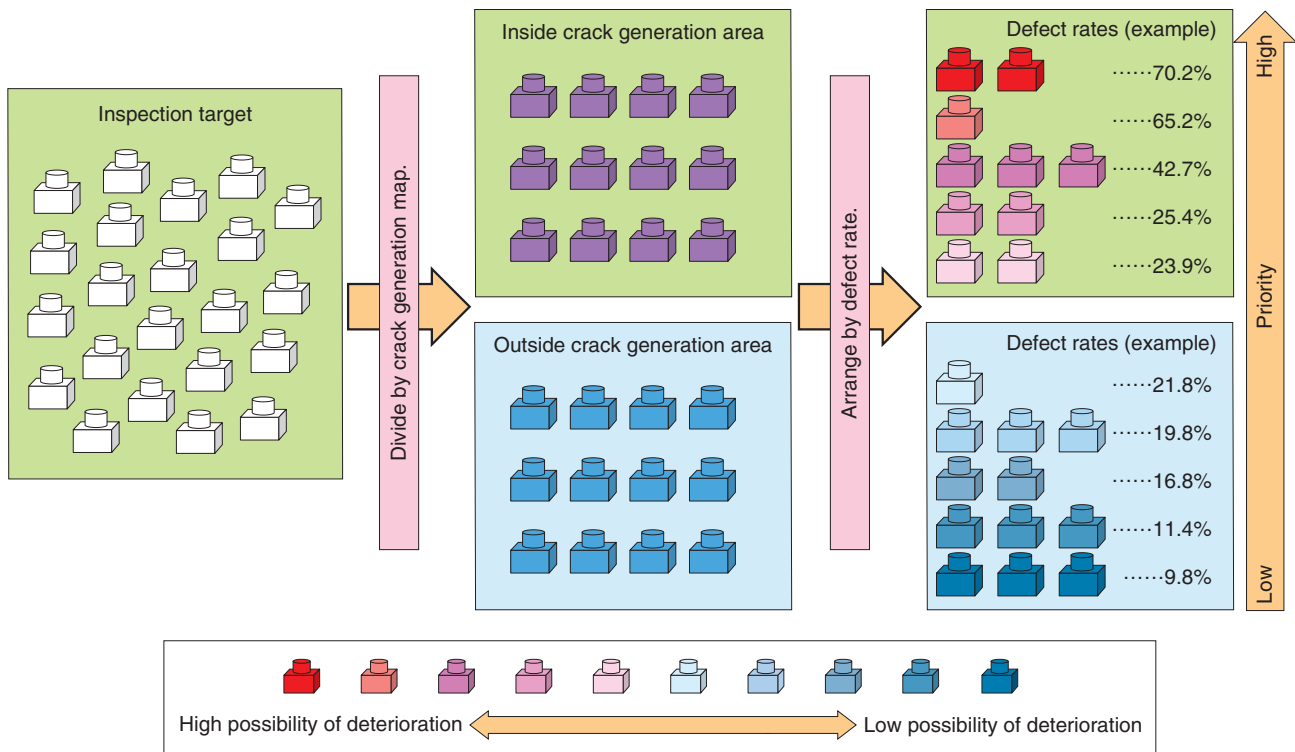 Inspection target
Divide by crack generation map.
Inside crack generation area
Outside crack generation area
Arrange by defect rate.
Defect rates (example)
······70.2%
······65.2%
······42.7%
······25.4%
······23.9%
Defect rates (example)
······21.8%
······19.8%
······16.8%
······11.4%
······9.8%
High
Priority
Low
High possibility of deterioration
Low possibility of deterioration